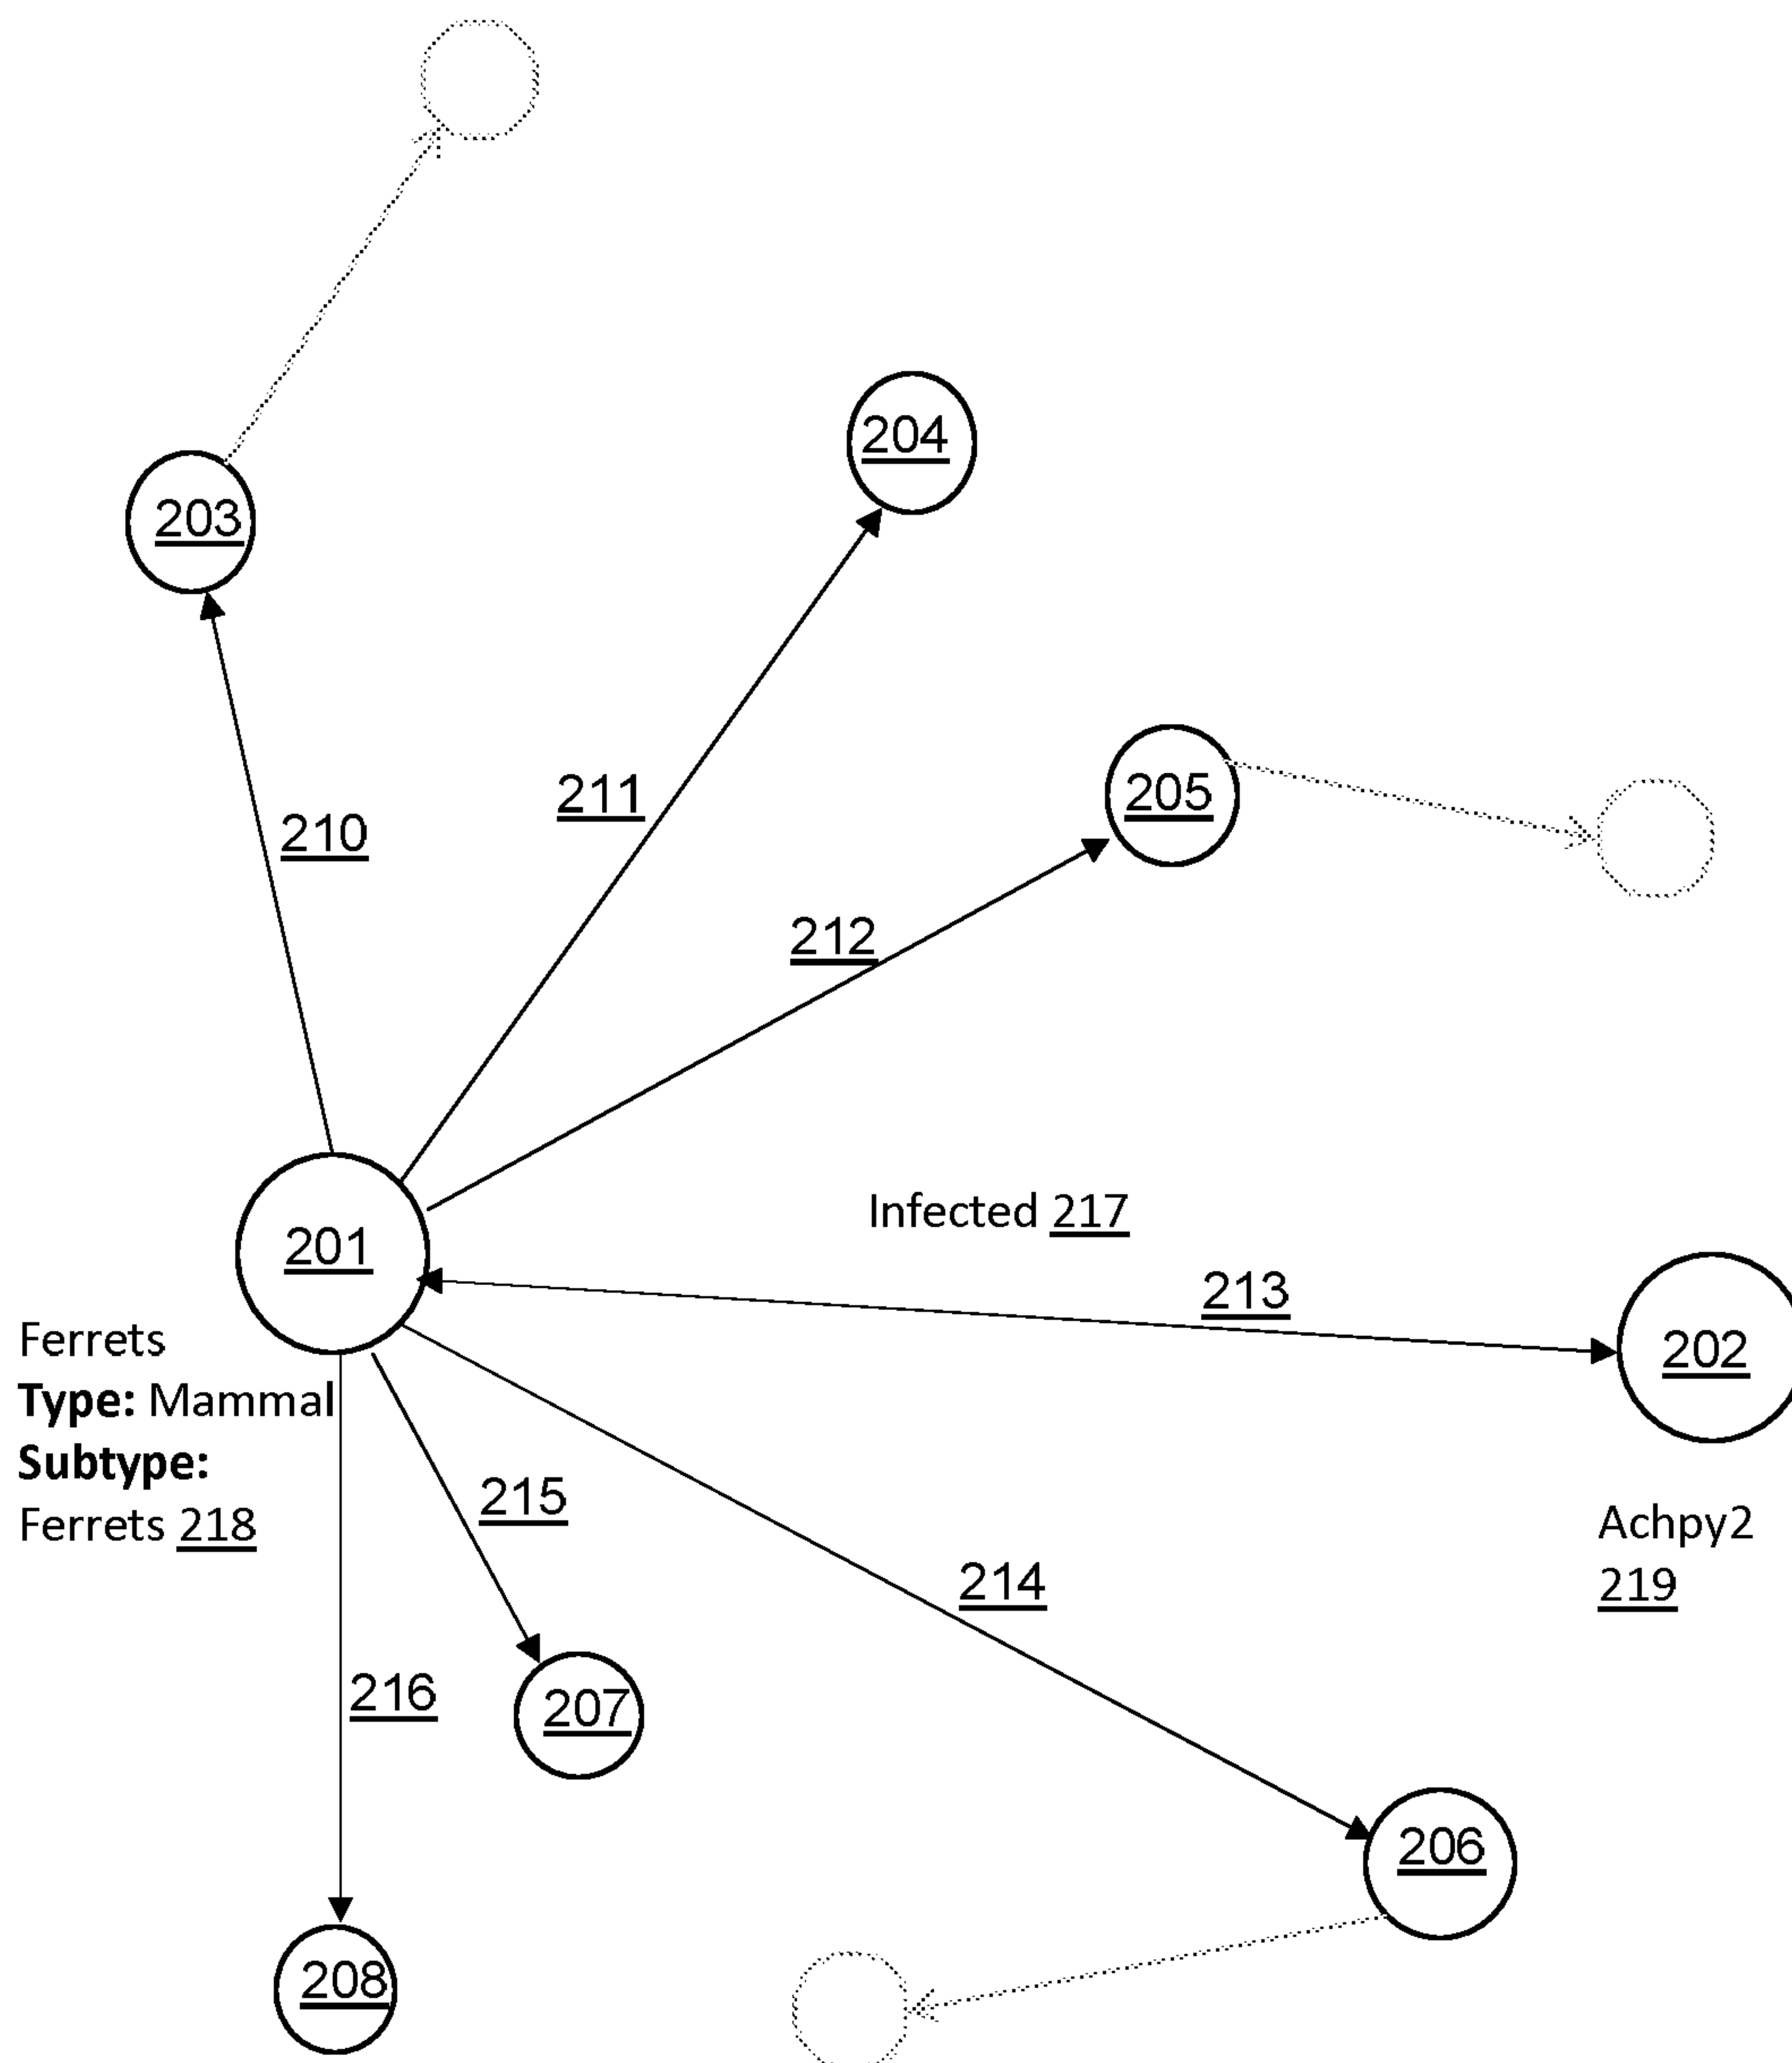 204
203
211
205
210
212
Infected 217
201
213
202
Ferrets
Type: Mammal
Subtype:
Ferrets 218
215
Achpy2
219
214
216
207
206
208